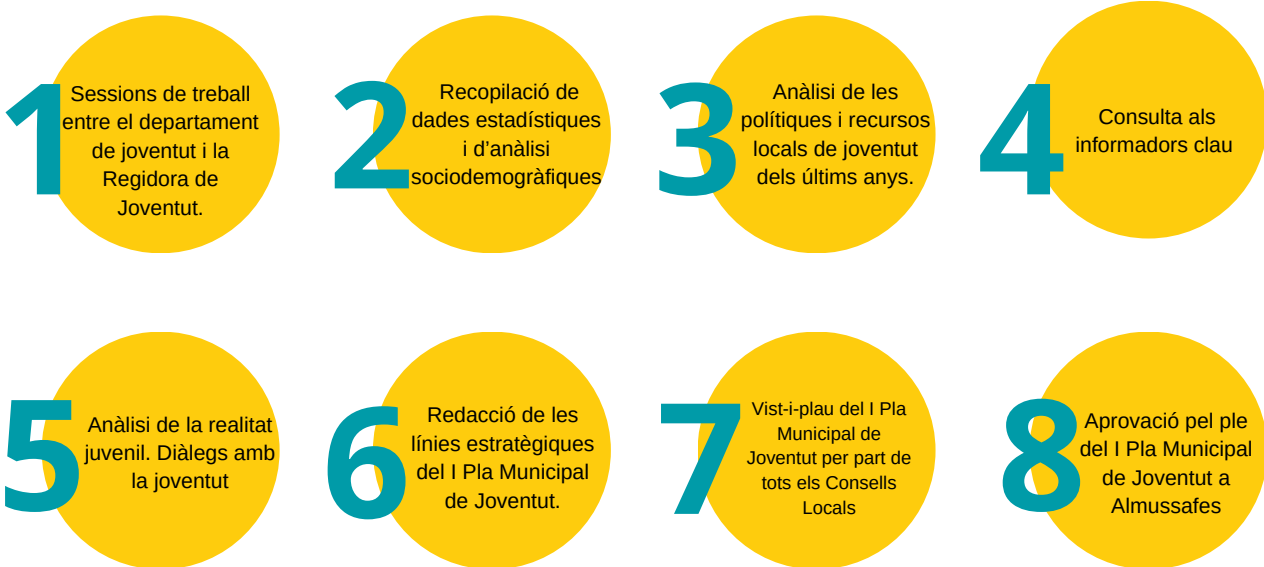 1
Sessions de treball
entre el departament
de joventut i la
Regidora de
Joventut.
2
Recopilació de
dades estadístiques
i d’anàlisi
sociodemogràfiques
3
Anàlisi de les
polítiques i recursos
locals de joventut
dels últims anys.
4
Consulta als
informadors clau
5
Anàlisi de la realitat
juvenil. Diàlegs amb
la joventut
6
Redacció de les
línies estratègiques
del I Pla Municipal
de Joventut.
7
Vist-i-plau del I Pla
Municipal de
Joventut per part de
tots els Consells
Locals
8
Aprovació pel ple
del I Pla Municipal
de Joventut a
Almussafes